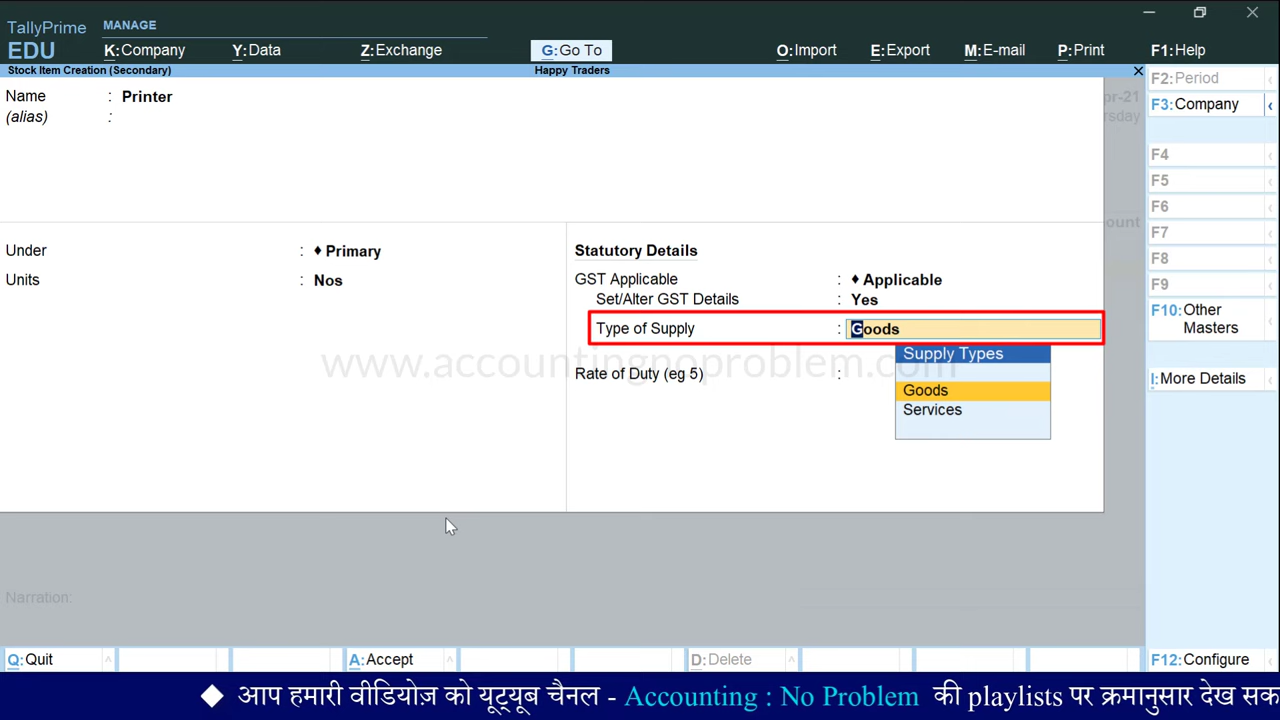 TallyPrime MANAGE
EDU K:Company Y:Data Z:Exchange G:Go To O:Import E:Export M:E-mail P:Print F1:Help
Stock Item Creation (Secondary) Happy Traders
F2:Period
Name : Printer
(alias) :
pr-21
rsday
F3:Company
F4
F5
F6
ount
F7
F8
F9
F10:Other Masters
I:More Details
Under : ♦ Primary
Units : Nos
Statutory Details
GST Applicable : ♦ Applicable
Set/Alter GST Details : Yes
Type of Supply : Goods
Supply Types
Goods
Services
Rate of Duty (eg 5) :
www.accountingnoproblem.com
Narration:
Q:Quit A:Accept D:Delete F12:Configure
◆ आप हमारी वीडियोज़ को यूट्यूब चैनल - Accounting : No Problem की playlists पर क्रमानुसार देख सक